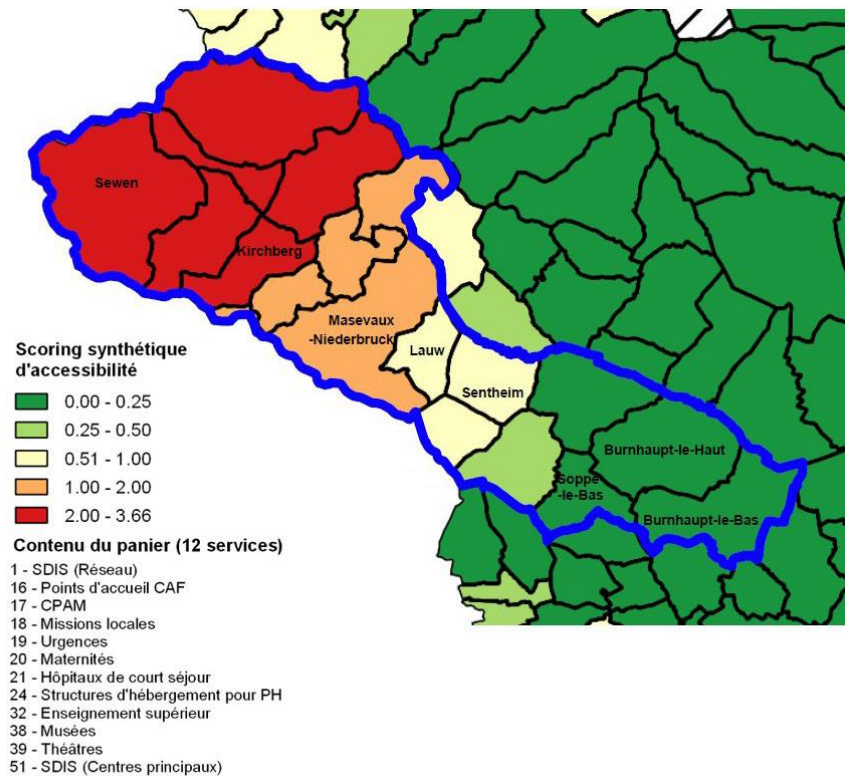 Sewen
Kirchberg
Masevaux
-Niederbruck
Lauw
Sentheim
Burnhaupt-le-Haut
Soppe
-le-Bas
Burnhaupt-le-Bas
Scoring synthétique
d'accessibilité
0.00 - 0.25
0.25 - 0.50
0.51 - 1.00
1.00 - 2.00
2.00 - 3.66
Contenu du panier (12 services)
1 - SDIS (Réseau)
16 - Points d'accueil CAF
17 - CPAM
18 - Missions locales
19 - Urgences
20 - Maternités
21 - Hôpitaux de court séjour
24 - Structures d'hébergement pour PH
32 - Enseignement supérieur
38 - Musées
39 - Théâtres
51 - SDIS (Centres principaux)